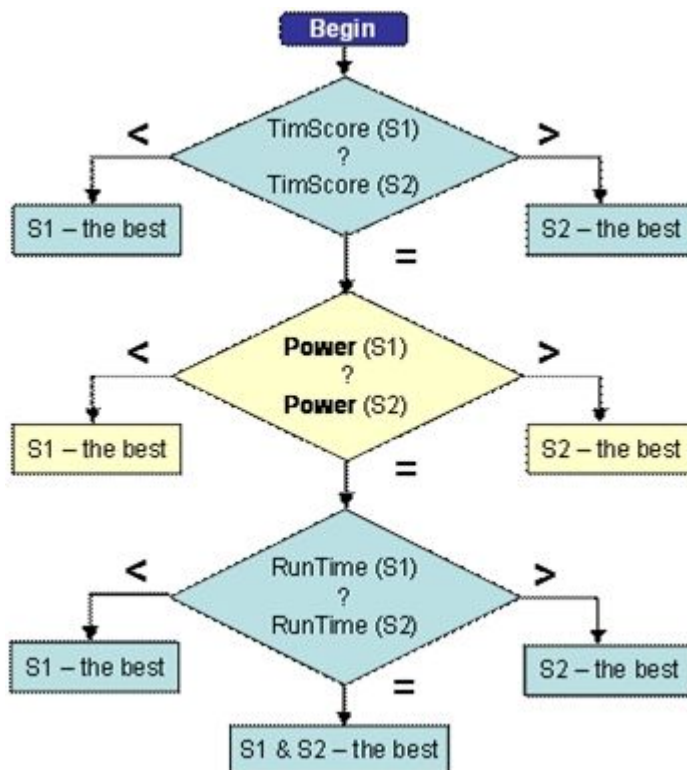 Begin
<
>
TimScore (S1)
?
TimScore (S2)
S1 – the best
S2 – the best
=
<
>
Power (S1)
?
Power (S2)
S1 – the best
S2 – the best
=
<
>
RunTime (S1)
?
RunTime (S2)
S1 – the best
S2 – the best
=
S1 & S2 – the best